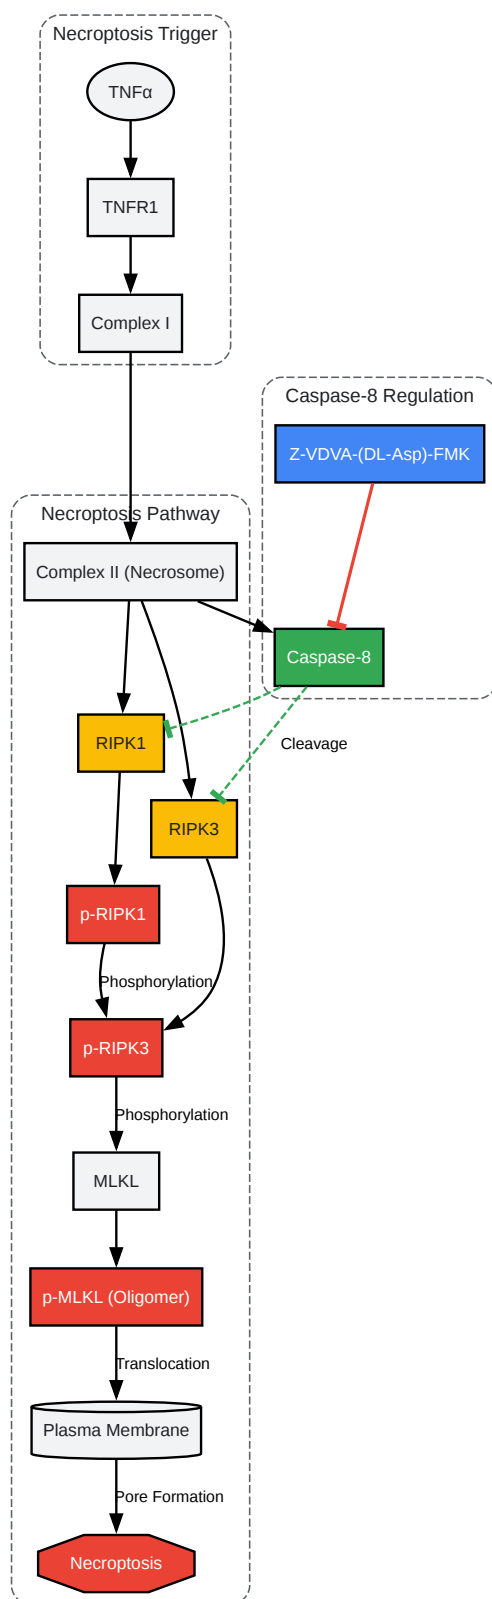 Necroptosis Trigger
TNFα
TNFR1
Complex I
Caspase-8 Regulation
Z-VDVA-(DL-Asp)-FMK
Necroptosis Pathway
Complex II (Necrosome)
Caspase-8
RIPK1
Cleavage
RIPK3
p-RIPK1
Phosphorylation
p-RIPK3
Phosphorylation
MLKL
p-MLKL (Oligomer)
Translocation
Plasma Membrane
Pore Formation
Necroptosis